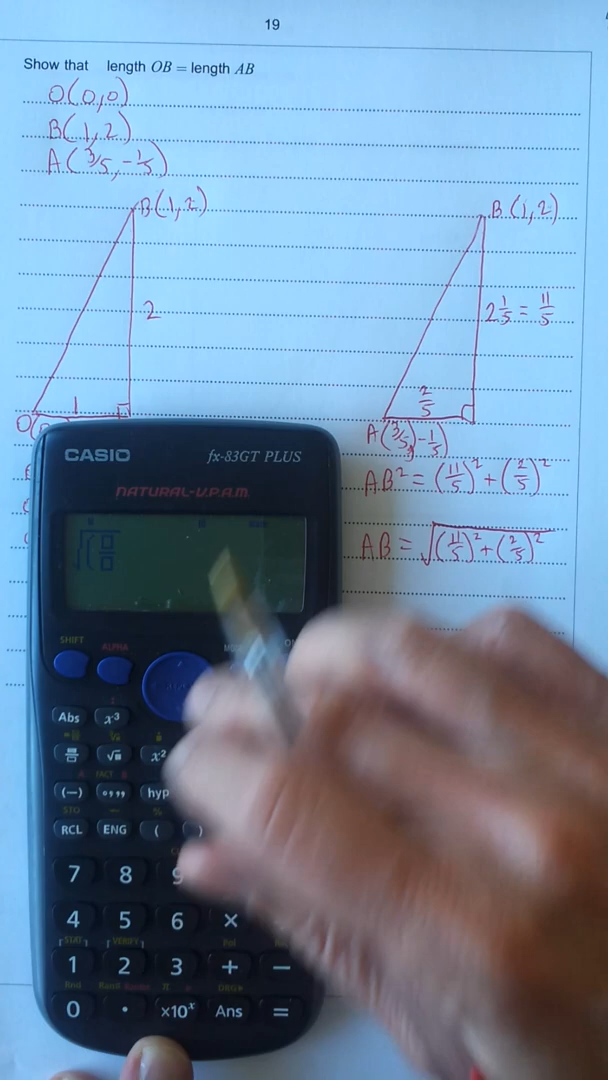 19
Show that length OB = length AB
O(0,0)
B(1,2)
A(3/5, -1/5)
B(1,2)
2
1
B(1,2)
2 1/5 = 11/5
2/5
A(3/5, -1/5)
AB² = (11/5)² + (2/5)²
AB = √((11/5)² + (2/5)²)
CASIO fx-83GT PLUS
NATURAL-V.P.A.M.
SHIFT ALPHA
Abs x³
√ x²
(−) hyp
STO
RCL ENG ( )
7 8 9
4 5 6 ×
1 2 3 + −
0 . ×10ˣ Ans =